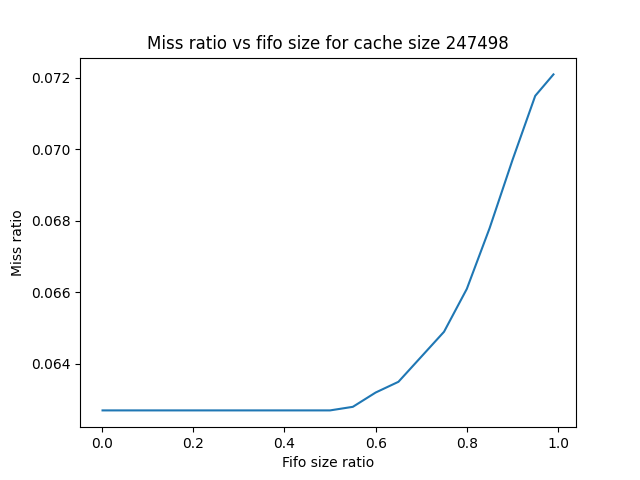 Miss ratio vs fifo size for cache size 247498
0.072
0.070
0.068
0.066
0.064
Miss ratio
0.0 0.2 0.4 0.6 0.8 1.0
Fifo size ratio